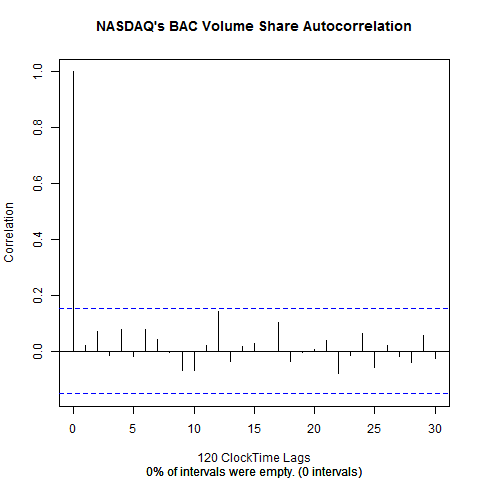 NASDAQ's BAC Volume Share Autocorrelation
Correlation
1.0
0.8
0.6
0.4
0.2
0.0
0 5 10 15 20 25 30
120 ClockTime Lags
0% of intervals were empty. (0 intervals)